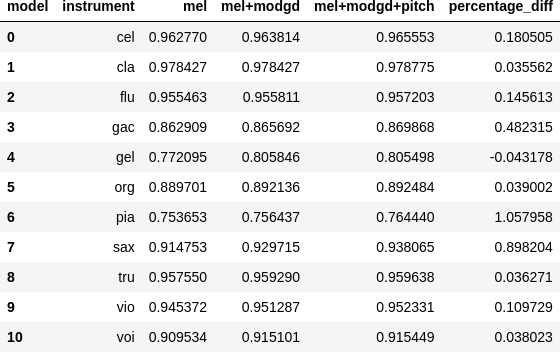 model instrument mel mel+modgd mel+modgd+pitch percentage_diff
0 cel 0.962770 0.963814 0.965553 0.180505
1 cla 0.978427 0.978427 0.978775 0.035562
2 flu 0.955463 0.955811 0.957203 0.145613
3 gac 0.862909 0.865692 0.869868 0.482315
4 gel 0.772095 0.805846 0.805498 -0.043178
5 org 0.889701 0.892136 0.892484 0.039002
6 pia 0.753653 0.756437 0.764440 1.057958
7 sax 0.914753 0.929715 0.938065 0.898204
8 tru 0.957550 0.959290 0.959638 0.036271
9 vio 0.945372 0.951287 0.952331 0.109729
10 voi 0.909534 0.915101 0.915449 0.038023